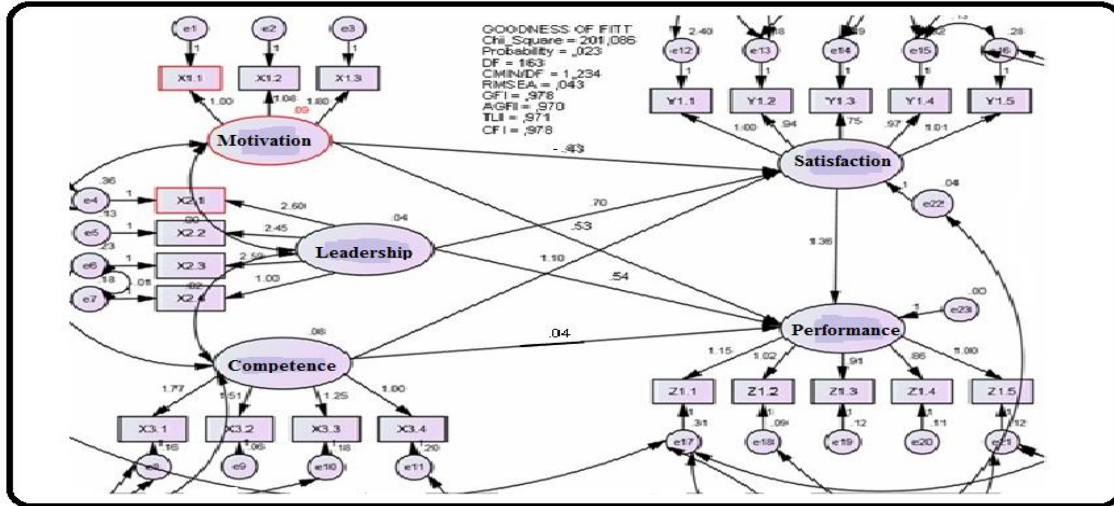 e1
e2
e3
1
1
1
X1.1
X1.2
X1.3
1.00
1.08
1.80
.09
Motivation
GOODNESS OF FITT
Chi_Square = 201,086
Probability = ,023
DF = 163
CMIN/DF = 1,234
RMSEA = ,043
GFI = ,978
AGFII = ,970
TLII = ,971
CFI = ,978
2.40
.28
e12
e13
e14
e15
e16
1
1
1
1
1
Y1.1
Y1.2
Y1.3
Y1.4
Y1.5
1.00
.94
.75
.97
1.01
Satisfaction
-.43
.70
.53
1.10
.54
.04
1.36
1
.04
e22
.36
e4
1
X2.1
2.60
.04
.13
e5
1
X2.2
2.45
.23
e6
1
X2.3
2.59
Leadership
.18
e7
.01
X2.4
1.00
.02
.08
Competence
1.77
1.51
1.25
1.00
X3.1
X3.2
X3.3
X3.4
.16
.06
.18
.20
e8
e9
e10
e11
.00
1
e23
Performance
1.15
1.02
.91
.86
1.00
Z1.1
Z1.2
Z1.3
Z1.4
Z1.5
1
1
1
1
1
.31
.09
.12
.11
.12
e17
e18
e19
e20
e21